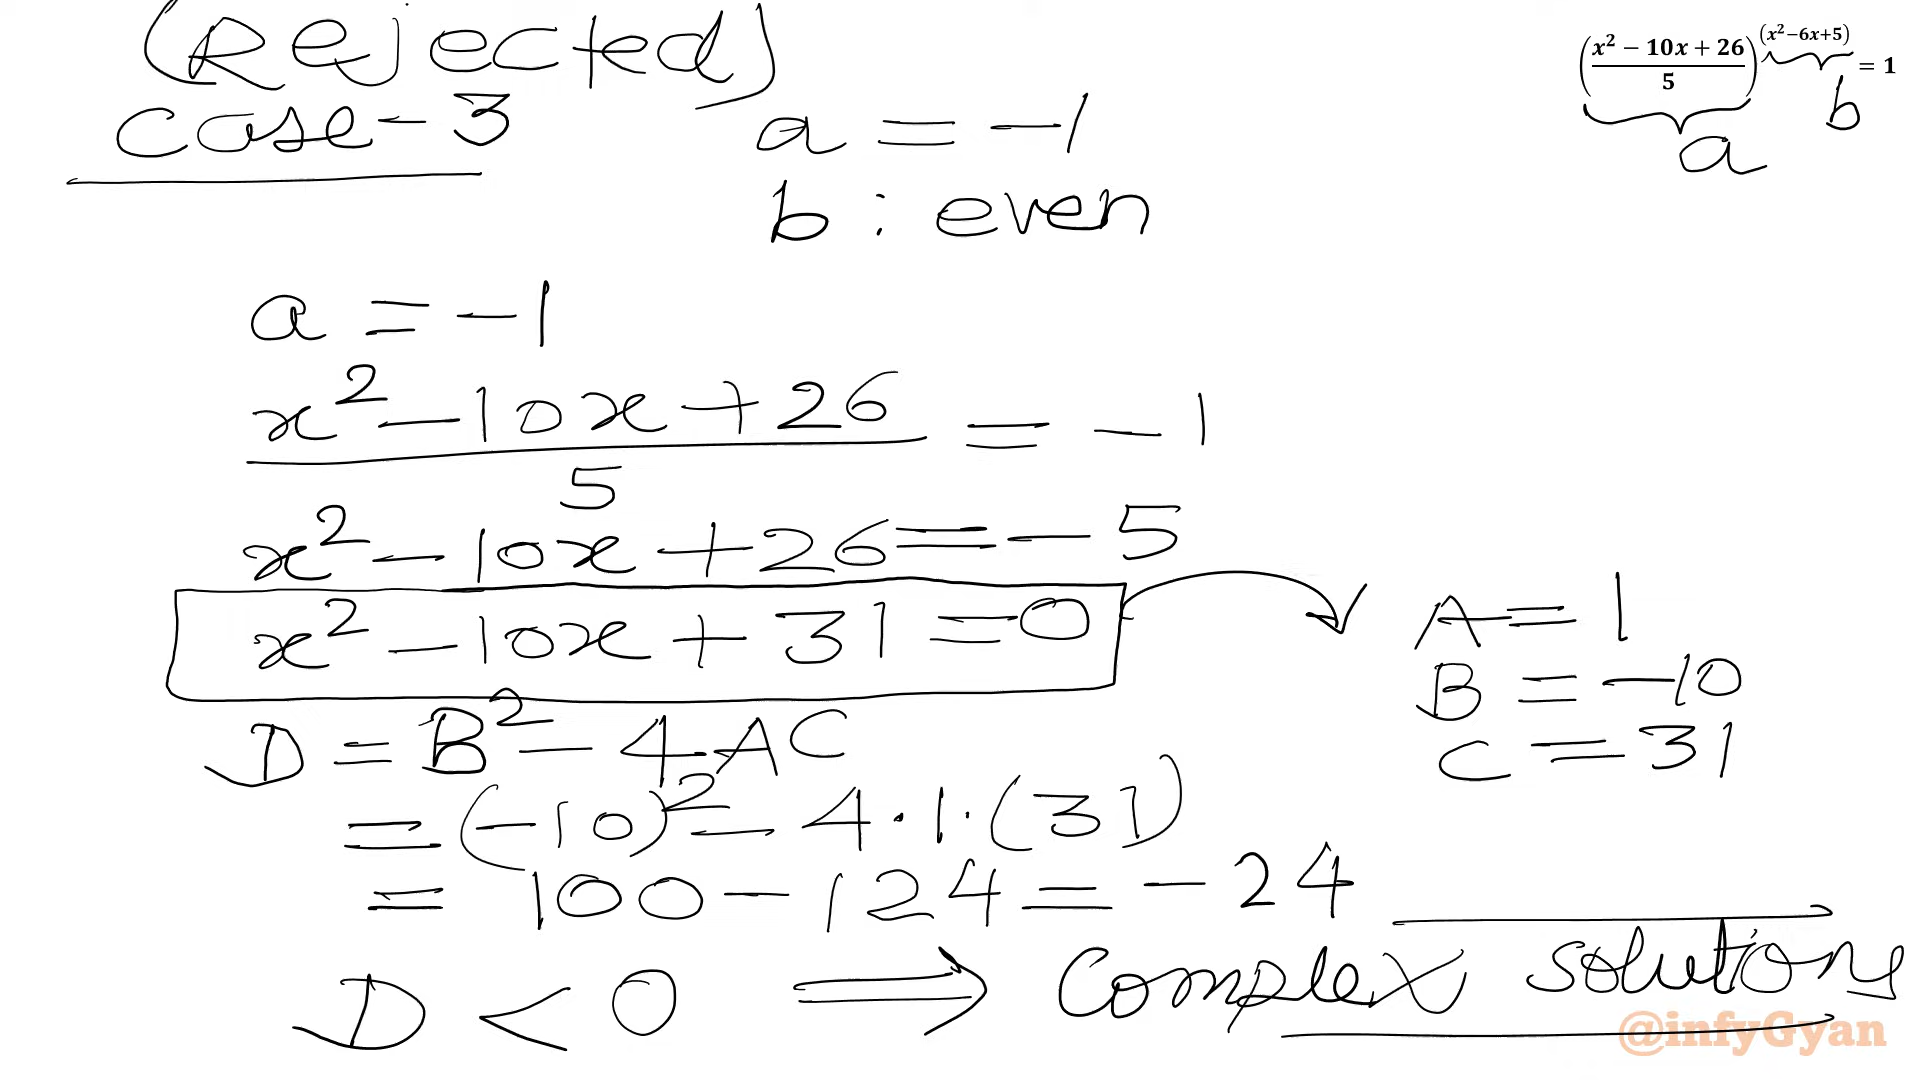 (Rejected)
case-3
a = -1
b : even
(x² − 10x + 26 / 5)^(x²−6x+5) = 1
a
b
a = -1
x² - 10x + 26 / 5 = -1
x² - 10x + 26 = -5
x² - 10x + 31 = 0
A = 1
B = -10
C = 31
D = B² - 4AC
= (-10)² - 4·1·(31)
= 100 - 124 = -24
D < 0 ⟹ complex solutions
@infyGyan